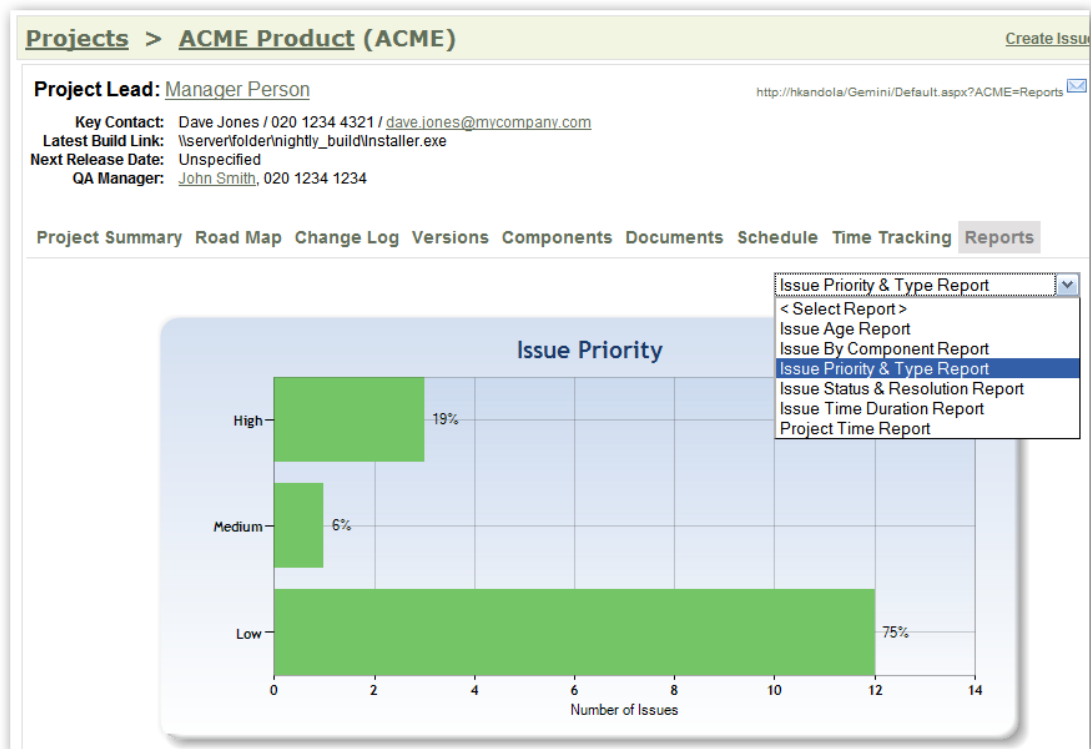 Projects > ACME Product (ACME)
Create Issu
Project Lead: Manager Person
http://hkandola/Gemini/Default.aspx?ACME=Reports
Key Contact: Dave Jones / 020 1234 4321 / dave.jones@mycompany.com
Latest Build Link: \\server\folder\nightly_build\Installer.exe
Next Release Date: Unspecified
QA Manager: John Smith, 020 1234 1234
Project Summary Road Map Change Log Versions Components Documents Schedule Time Tracking Reports
Issue Priority & Type Report
< Select Report >
Issue Age Report
Issue By Component Report
Issue Priority & Type Report
Issue Status & Resolution Report
Issue Time Duration Report
Project Time Report
Issue Priority
High
19%
Medium
6%
Low
75%
0 2 4 6 8 10 12 14
Number of Issues